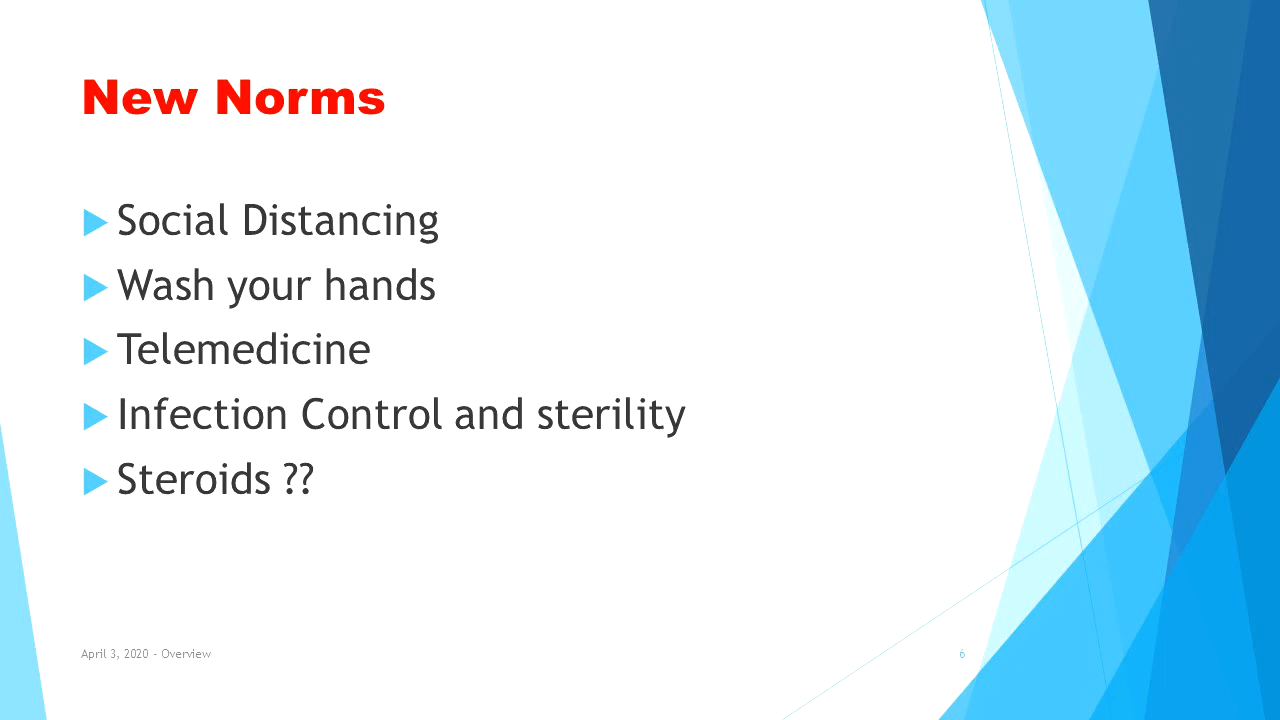 New Norms
Social Distancing
Wash your hands
Telemedicine
Infection Control and sterility
Steroids ??
April 3, 2020 - Overview
6